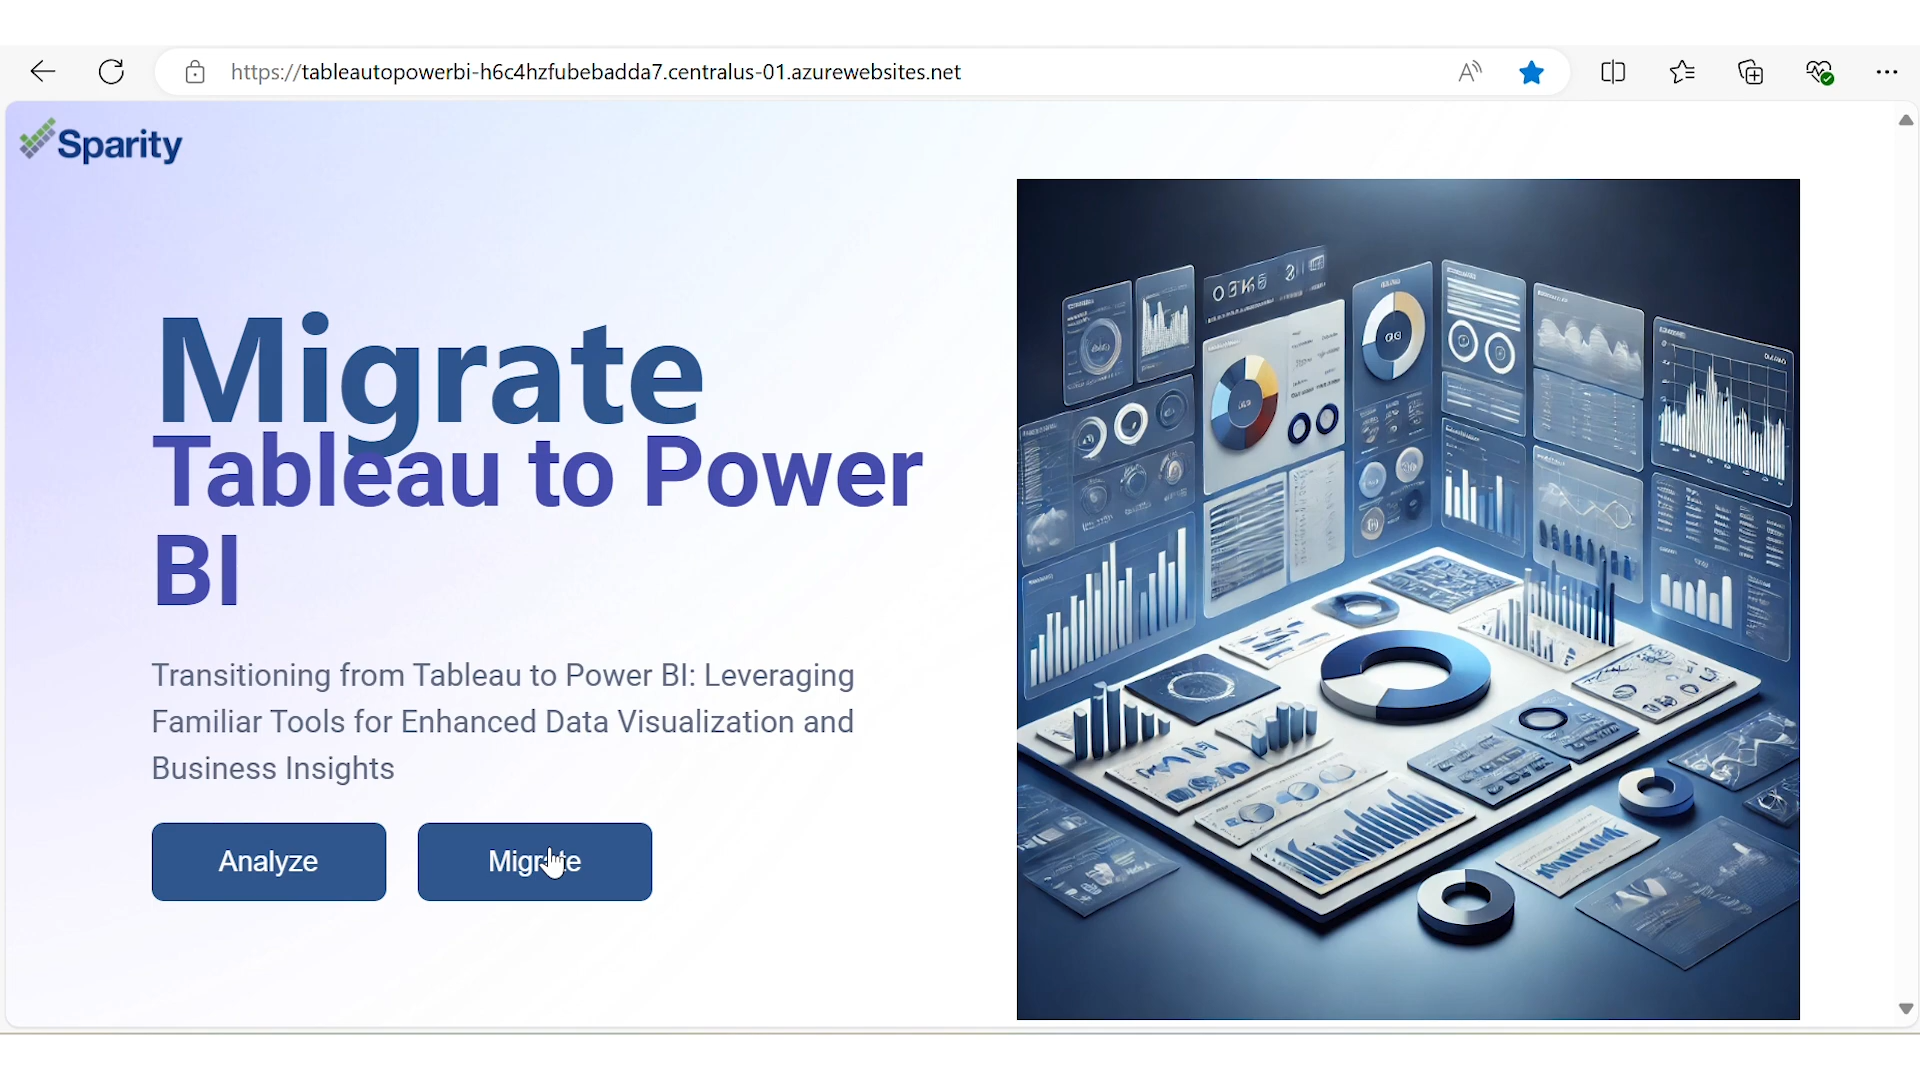 https://tableautopowerbi-h6c4hzfubebadda7.centralus-01.azurewebsites.net
Sparity
Migrate
Tableau to Power
BI
Transitioning from Tableau to Power BI: Leveraging
Familiar Tools for Enhanced Data Visualization and
Business Insights
Analyze
Migrate